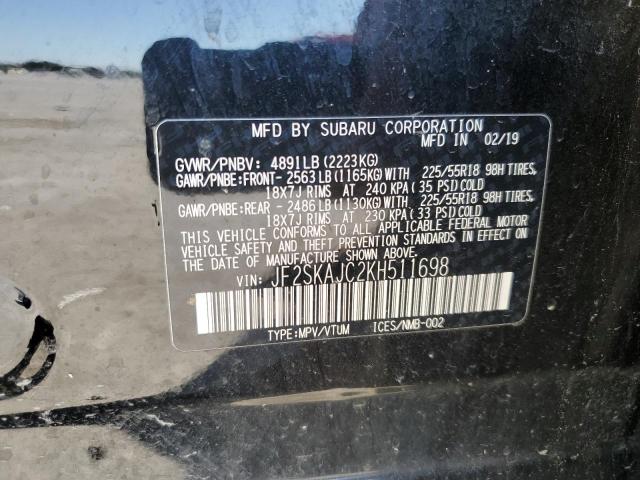 MFD BY SUBARU CORPORATION
MFD IN 02/19
GVWR/PNBV: 4891LB(2223KG)
GAWR/PNBE:FRONT- 2563LB(1165KG)WITH 225/55R18 98H TIRES,
18X7J RIMS AT 240 KPA(35 PSI)COLD
GAWR/PNBE:REAR - 2486LB(1130KG)WITH 225/55R18 98H TIRES,
18X7J RIMS AT 230 KPA(33 PSI)COLD
THIS VEHICLE CONFORMS TO ALL APPLICABLE FEDERAL MOTOR
VEHICLE SAFETY AND THEFT PREVENTION STANDARDS IN EFFECT
ON THE DATE OF MANUFACTURE SHOWN ABOVE.
VIN: JF2SKAJC2KH511698
TYPE:MPV/VTUM ICES/NMB-002